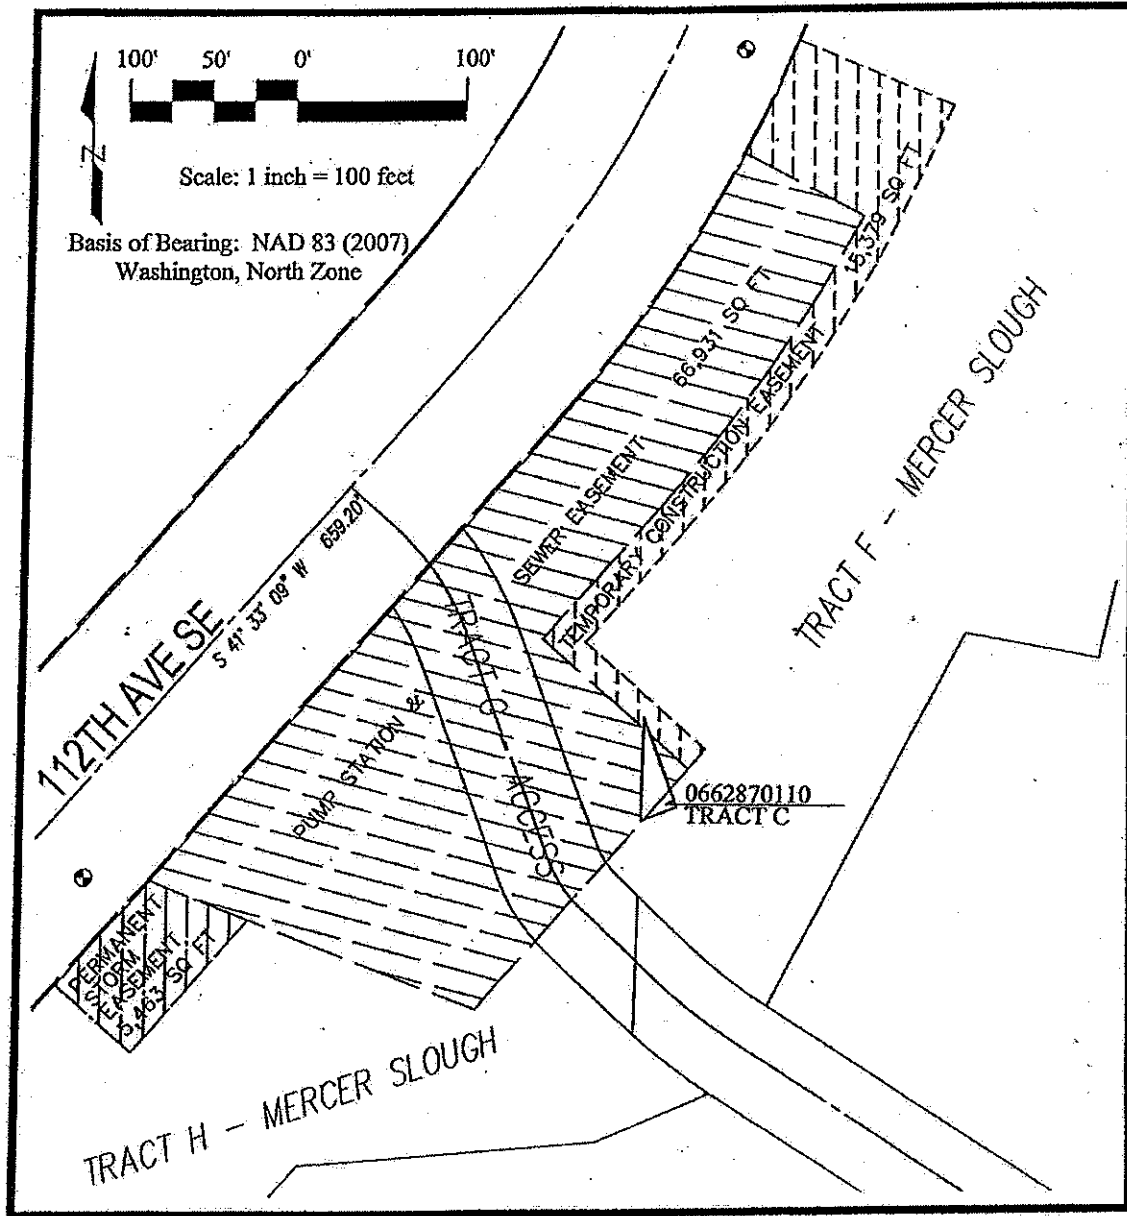 100' 50' 0' 100'
Z
Scale: 1 inch = 100 feet
Basis of Bearing: NAD 83 (2007)
Washington, North Zone
15,379 SQ FT
66,931 SQ FT
TEMPORARY CONSTRUCTION EASEMENT
SEWER EASEMENT
TRACT F - MERCER SLOUGH
S 41° 33' 09" W 659.20'
112TH AVE SE
TRACT G - ACCESS
PUMP STATION &
0662870110
TRACT C
PERMANENT
STORM
EASEMENT
5,463 SQ FT
TRACT H - MERCER SLOUGH